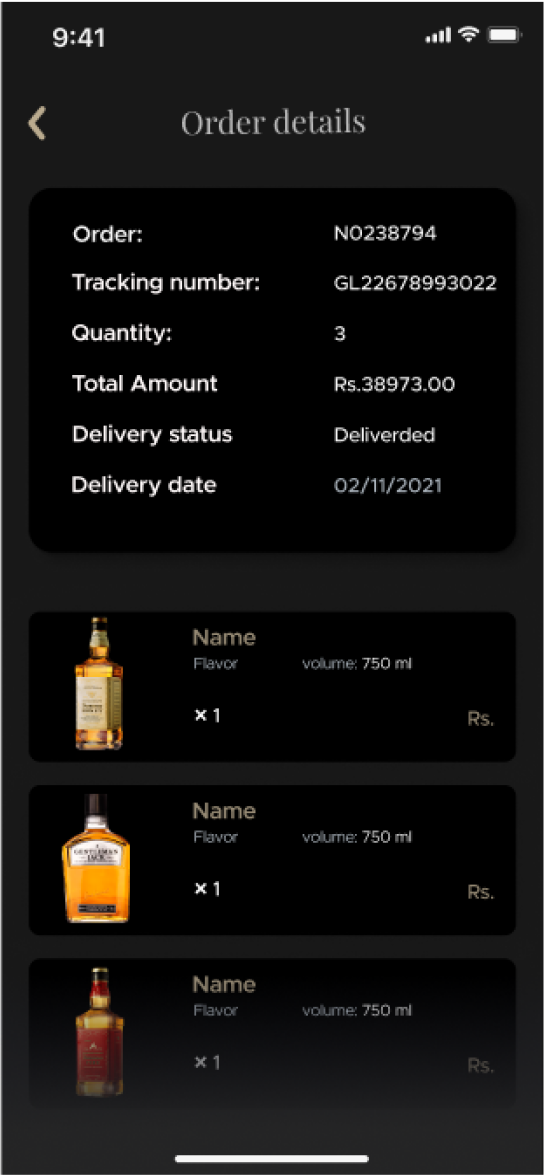 9:41
Order details
Order: N0238794
Tracking number: GL22678993022
Quantity: 3
Total Amount Rs.38973.00
Delivery status Deliverded
Delivery date 02/11/2021
Name
Flavor volume: 750 ml
× 1 Rs.
GENTLEMAN
JACK
Name
Flavor volume: 750 ml
× 1 Rs.
Name
Flavor volume: 750 ml
× 1 Rs.